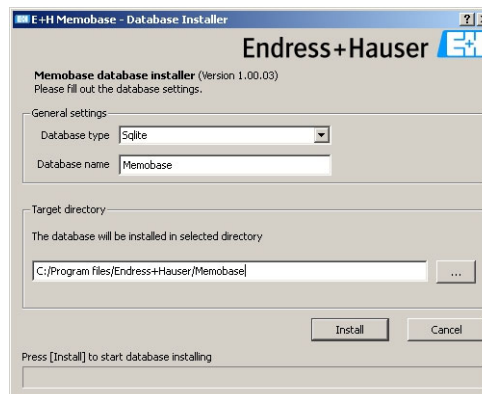 E+H Memobase - Database Installer
Endress+Hauser E+H
Memobase database installer (Version 1.00.03)
Please fill out the database settings.
General settings
Database type Sqlite
Database name Memobase
Target directory
The database will be installed in selected directory
C:/Program files/Endress+Hauser/Memobase
...
Install Cancel
Press [Install] to start database installing